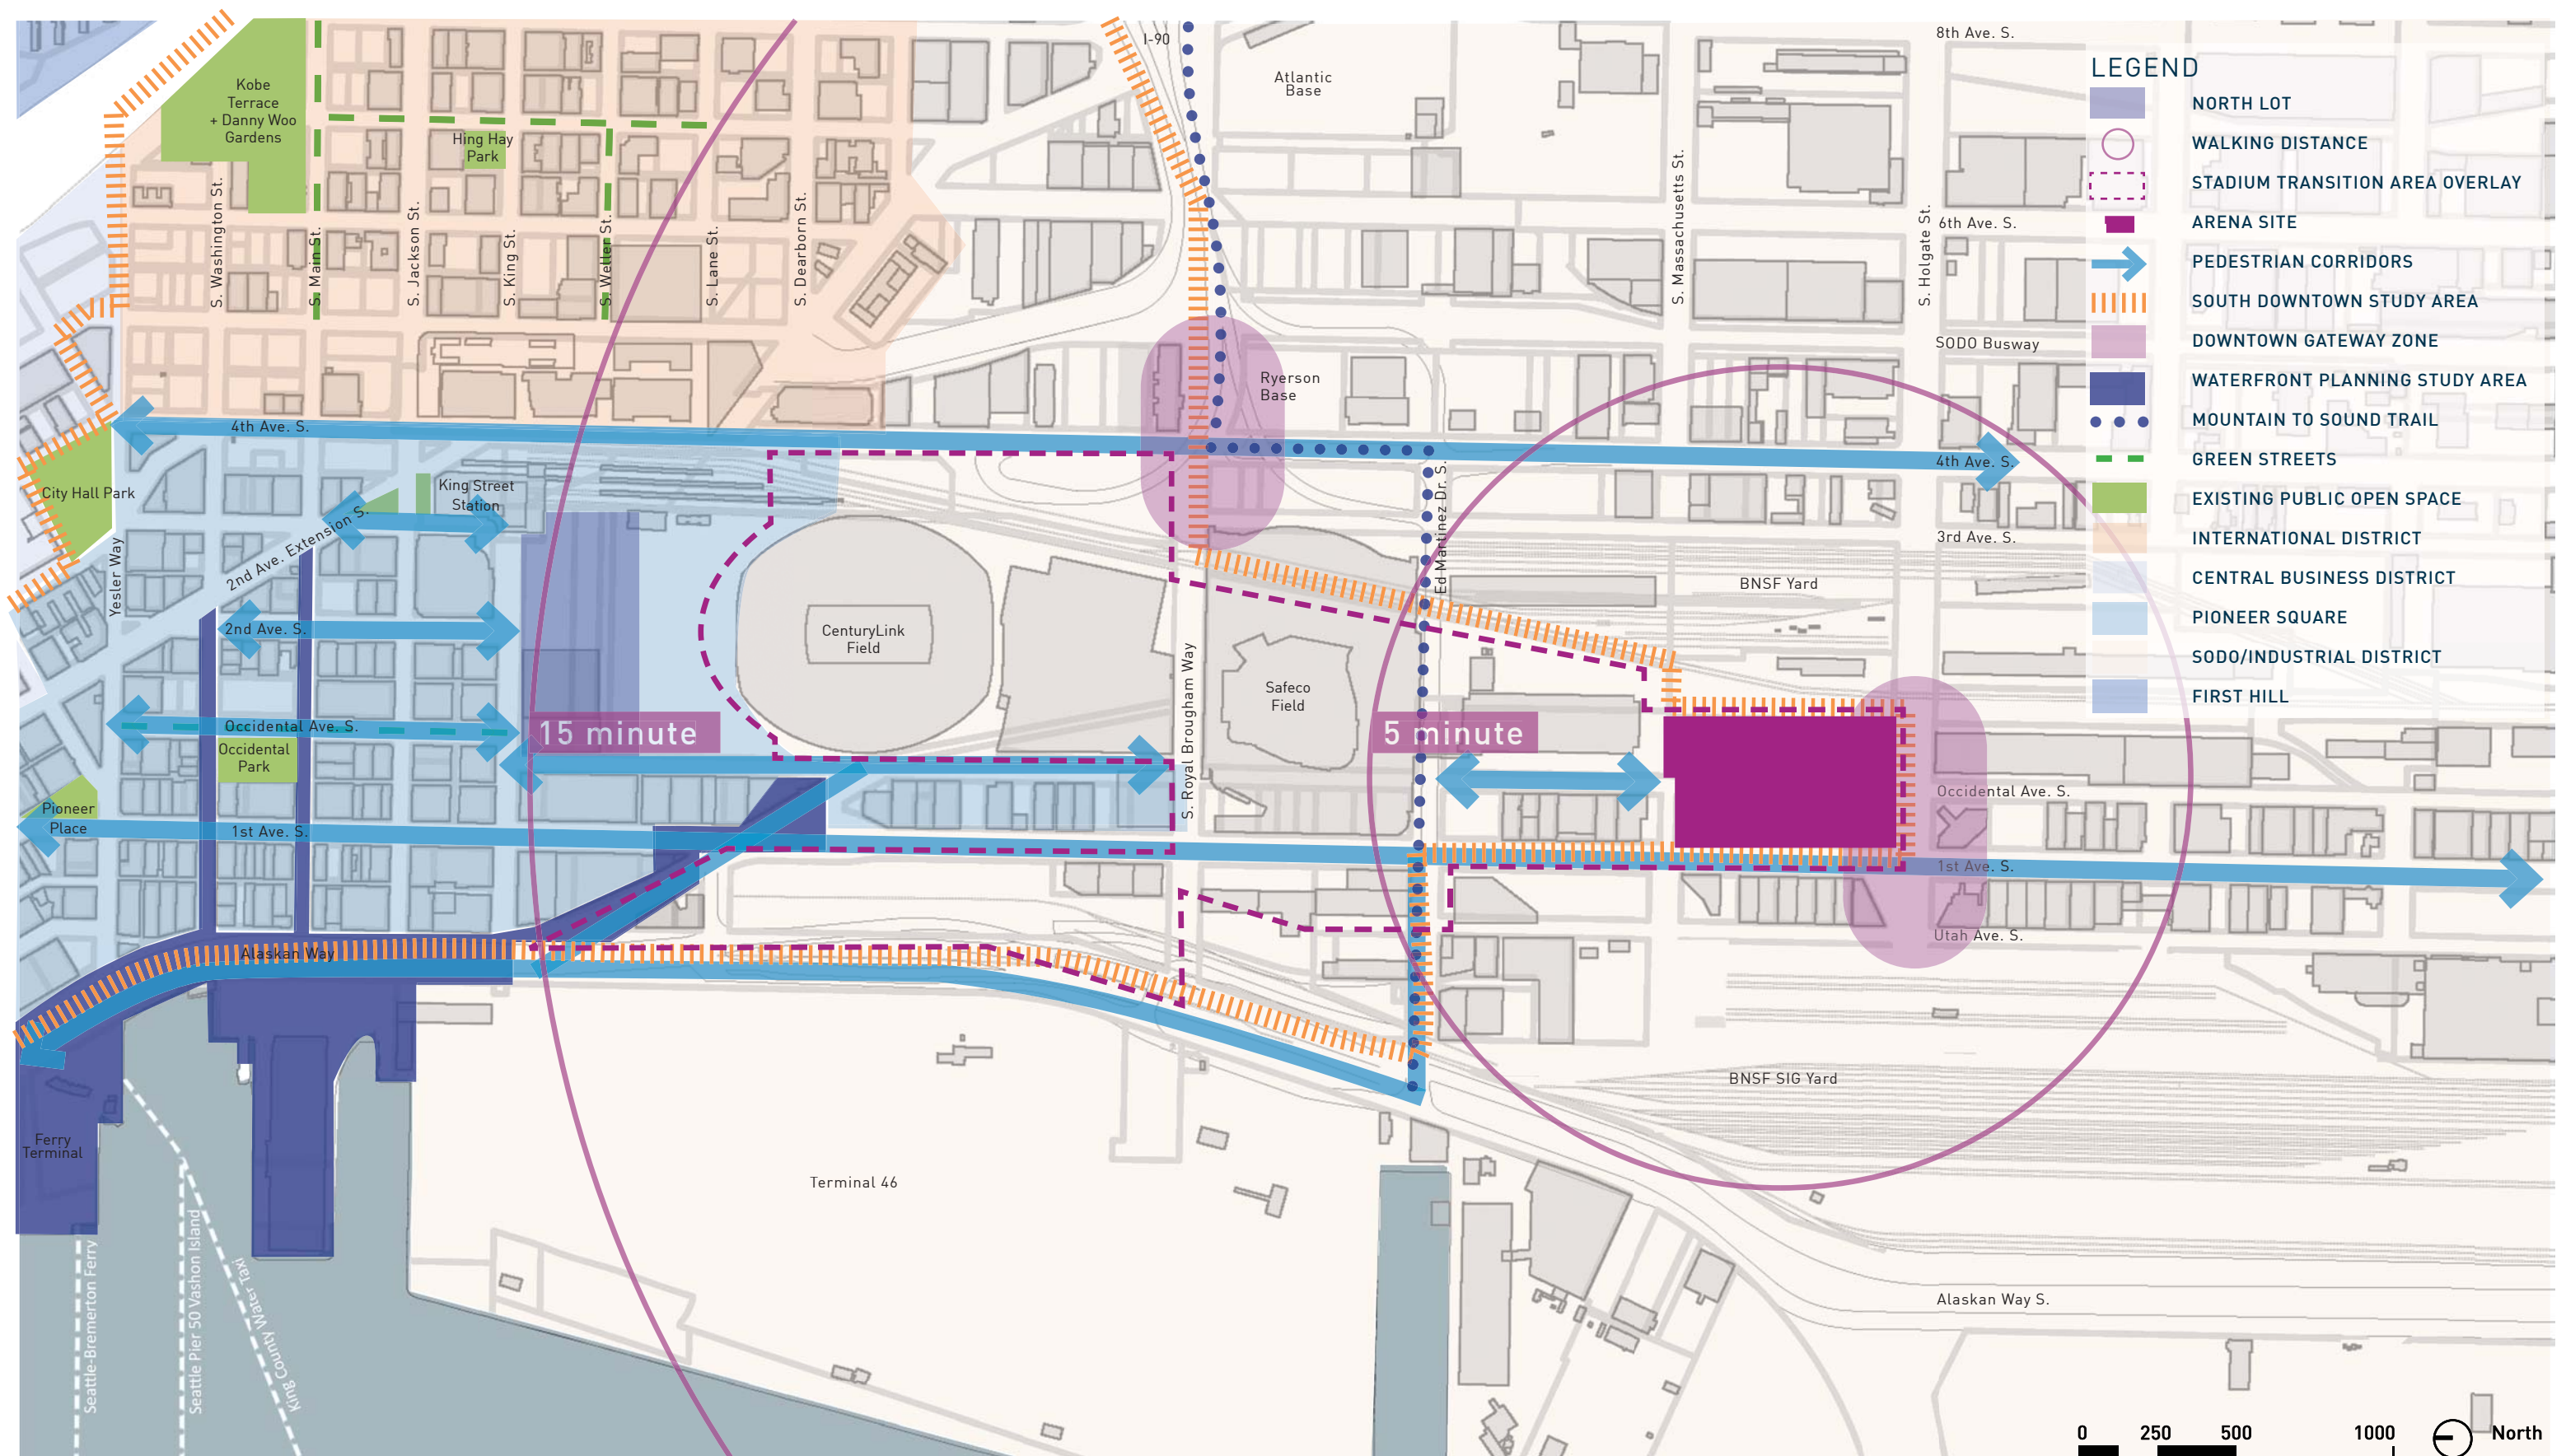 8th Ave. S.
I-90
Atlantic
Base
Kobe
Terrace
+ Danny Woo
Gardens
Hing Hay
Park
S. Washington St.
S. Main St.
S. Jackson St.
S. King St.
S. Weller St.
S. Lane St.
S. Dearborn St.
S. Massachusetts St.
S. Holgate St.
6th Ave. S.
SODO Busway
Ryerson
Base
4th Ave. S.
4th Ave. S.
City Hall Park
King Street
Station
2nd Ave. Extension S.
Yesler Way
Ed Martinez Dr. S.
3rd Ave. S.
BNSF Yard
2nd Ave. S.
CenturyLink
Field
S. Royal Brougham Way
Safeco
Field
Occidental Ave. S.
Occidental
Park
15 minute
5 minute
Pioneer
Place
1st Ave. S.
Occidental Ave. S.
1st Ave. S.
Utah Ave. S.
Alaskan Way
BNSF SIG Yard
Ferry
Terminal
Terminal 46
Seattle-Bremerton Ferry
Seattle Pier 50 Vashon Island
King County Water Taxi
Alaskan Way S.
LEGEND
NORTH LOT
WALKING DISTANCE
STADIUM TRANSITION AREA OVERLAY
ARENA SITE
PEDESTRIAN CORRIDORS
SOUTH DOWNTOWN STUDY AREA
DOWNTOWN GATEWAY ZONE
WATERFRONT PLANNING STUDY AREA
MOUNTAIN TO SOUND TRAIL
GREEN STREETS
EXISTING PUBLIC OPEN SPACE
INTERNATIONAL DISTRICT
CENTRAL BUSINESS DISTRICT
PIONEER SQUARE
SODO/INDUSTRIAL DISTRICT
FIRST HILL
0 250 500 1000 North